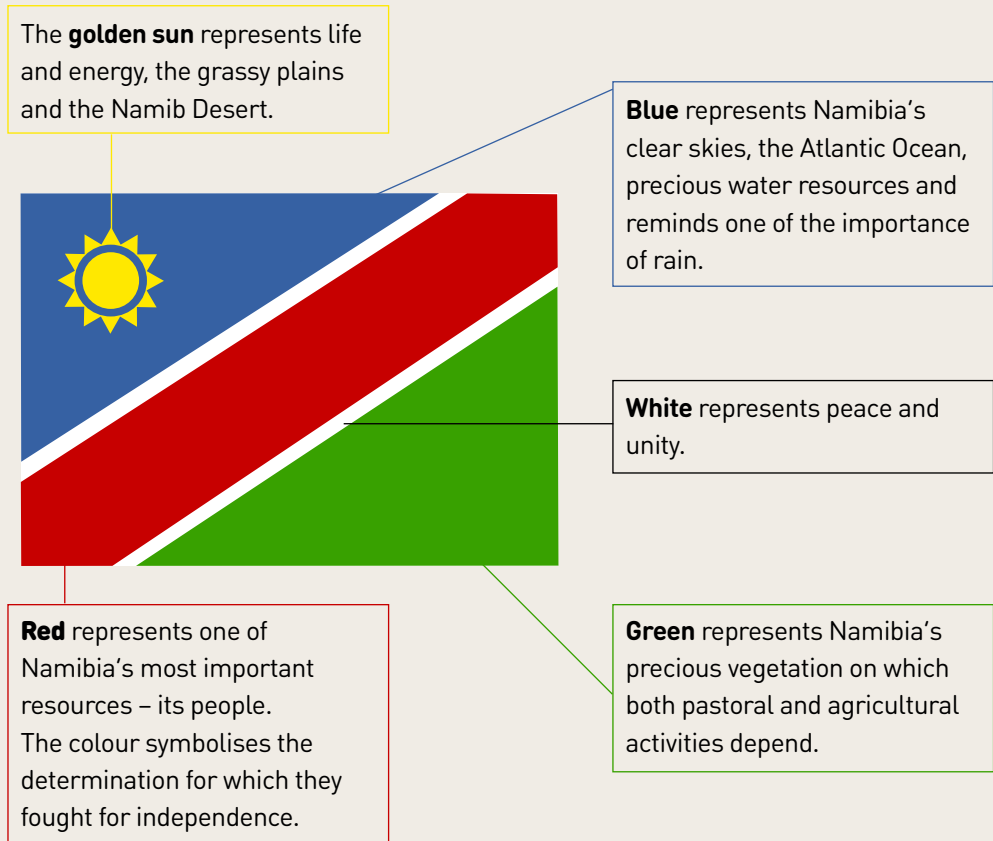 The golden sun represents life
and energy, the grassy plains
and the Namib Desert.
Blue represents Namibia's
clear skies, the Atlantic Ocean,
precious water resources and
reminds one of the importance
of rain.
White represents peace and
unity.
Red represents one of
Namibia's most important
resources – its people.
The colour symbolises the
determination for which they
fought for independence.
Green represents Namibia's
precious vegetation on which
both pastoral and agricultural
activities depend.